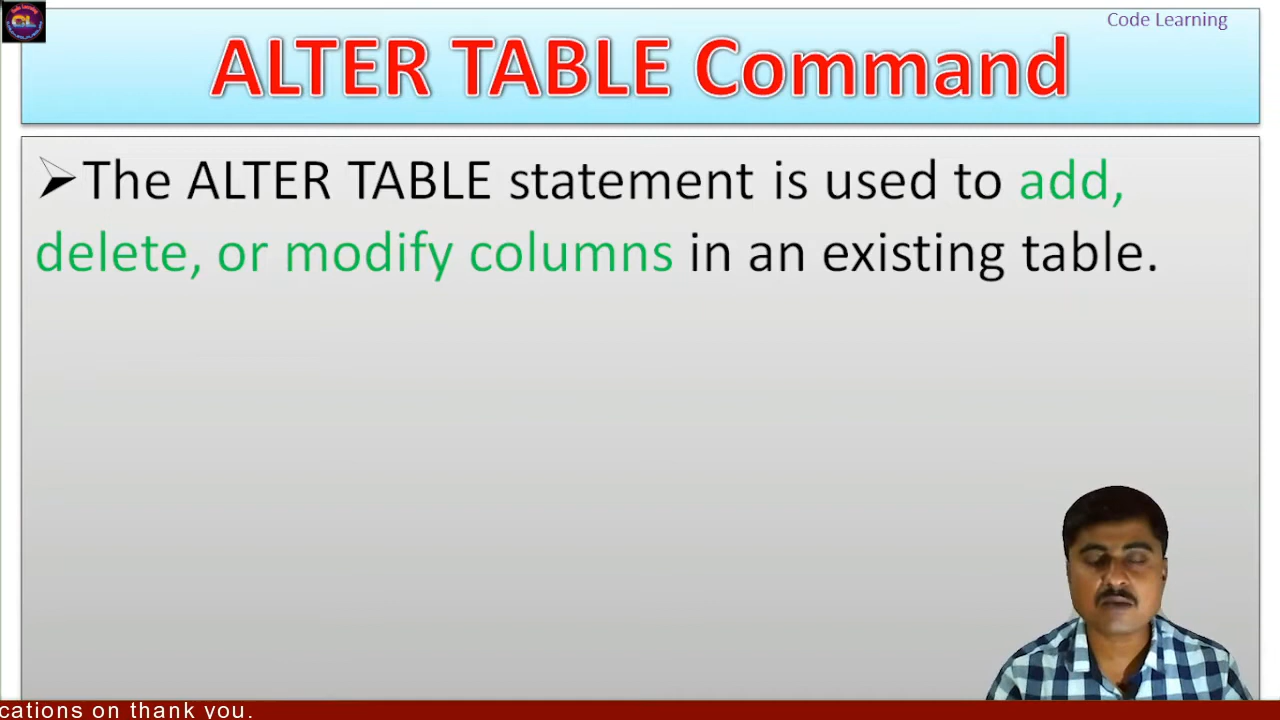 Code Learning
ALTER TABLE Command
➢The ALTER TABLE statement is used to add,
delete, or modify columns in an existing table.
cations on thank you.